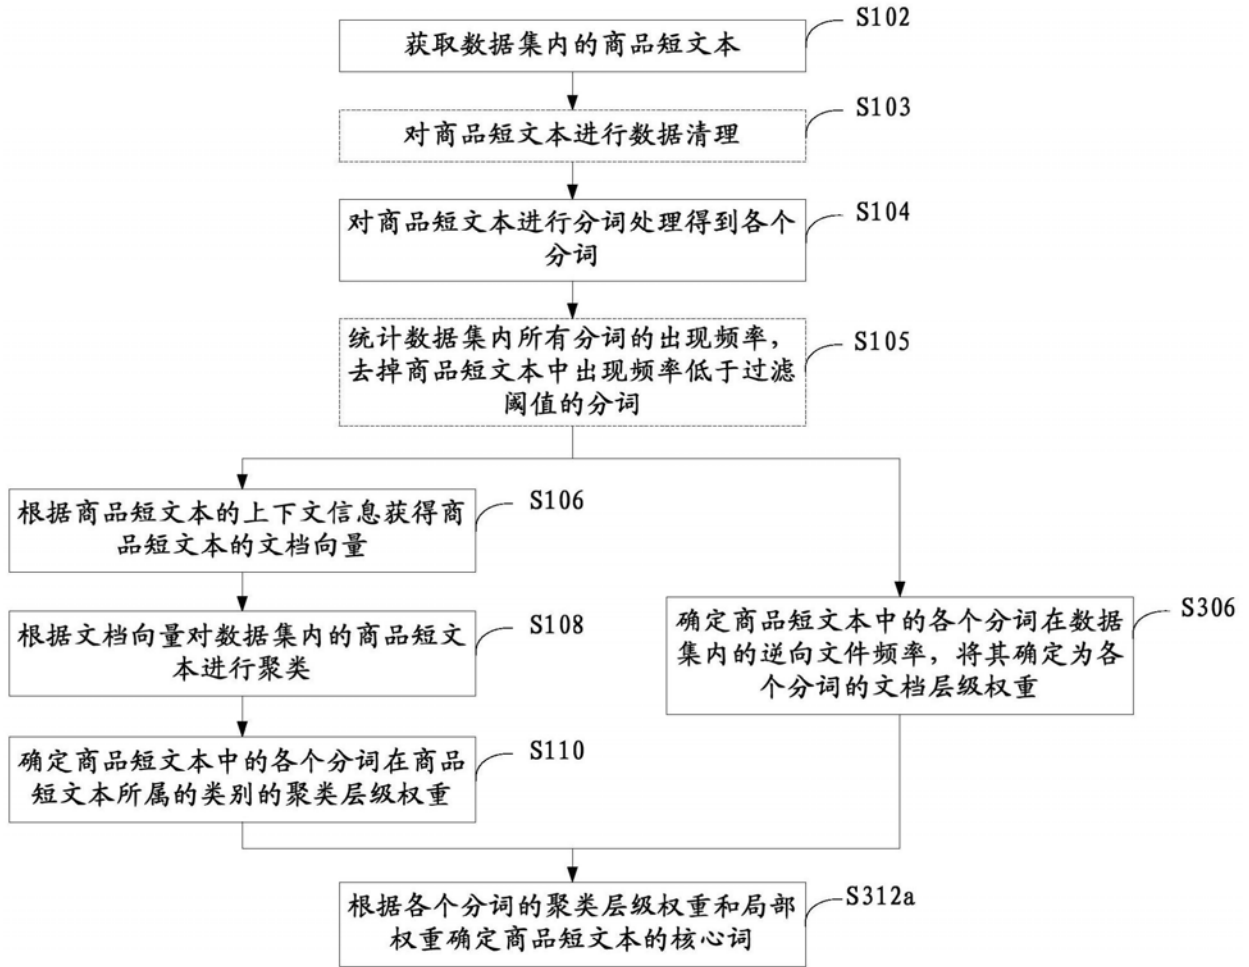 S102
获取数据集内的商品短文本
S103
对商品短文本进行数据清理
S104
对商品短文本进行分词处理得到各个
分词
S105
统计数据集内所有分词的出现频率，
去掉商品短文本中出现频率低于过滤
阈值的分词
S106
根据商品短文本的上下文信息获得商
品短文本的文档向量
S108
根据文档向量对数据集内的商品短文
本进行聚类
S306
确定商品短文本中的各个分词在数据
集内的逆向文件频率，将其确定为各
个分词的文档层级权重
S110
确定商品短文本中的各个分词在商品
短文本所属的类别的聚类层级权重
S312a
根据各个分词的聚类层级权重和局部
权重确定商品短文本的核心词